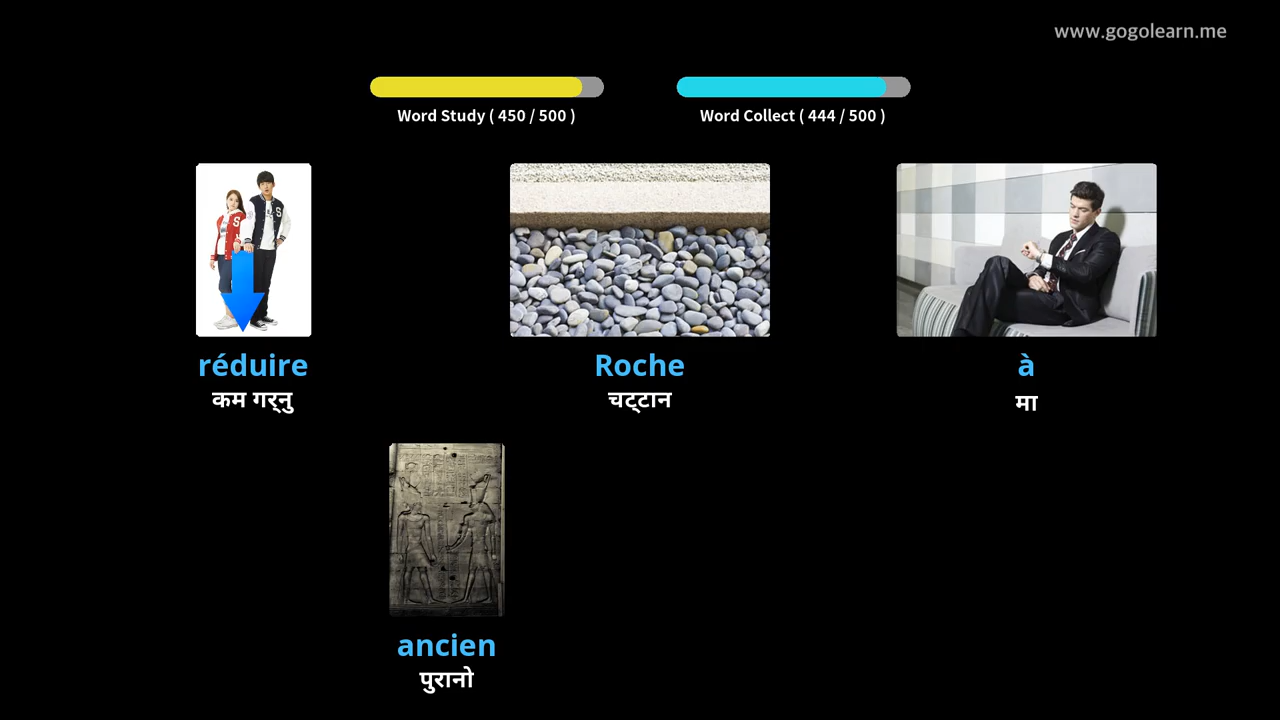 www.gogolearn.me
Word Study ( 450 / 500 )
Word Collect ( 444 / 500 )
réduire
कम गर्‍नु
Roche
चट्‍टान
à
मा
ancien
पुरानो